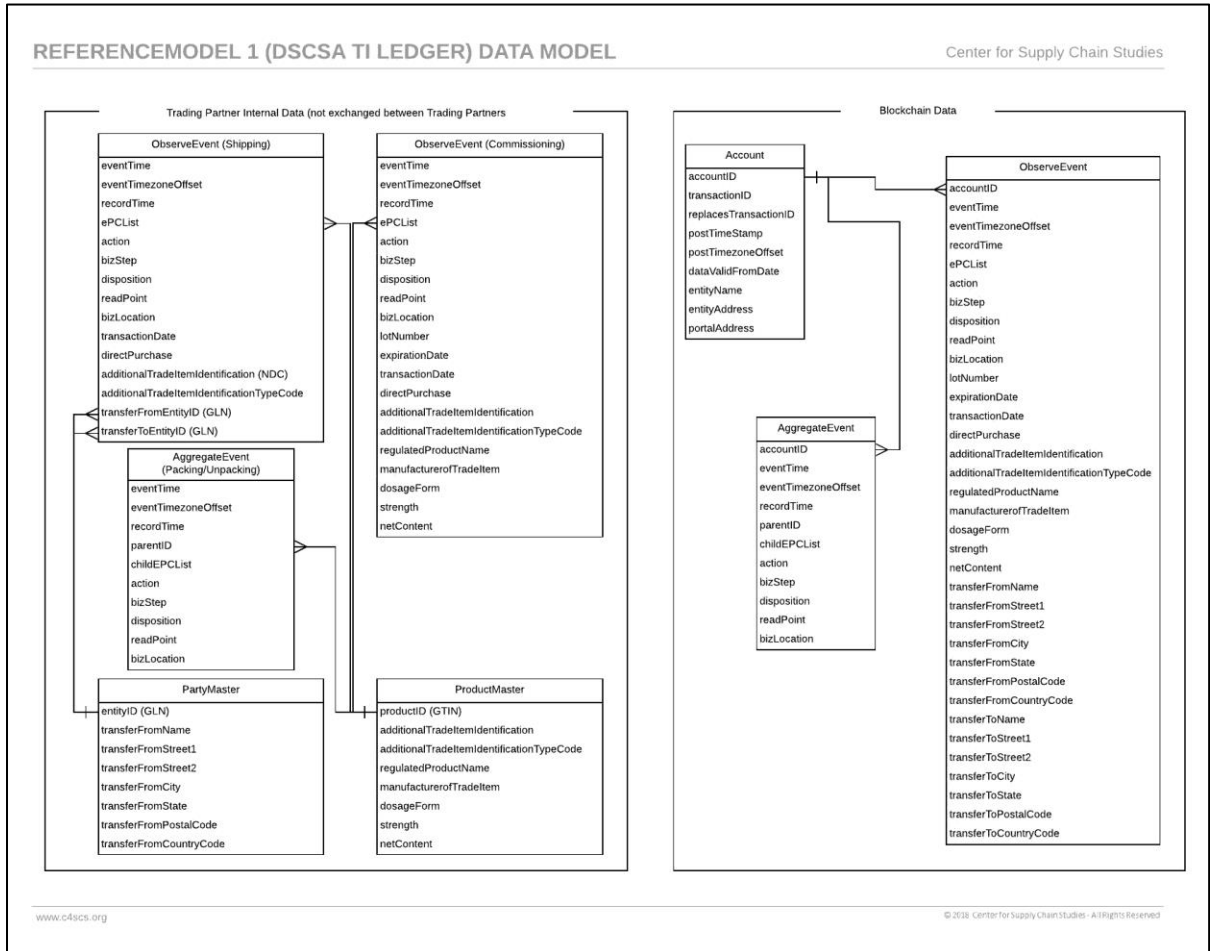 REFERENCEMODEL 1 (DSCSA TI LEDGER) DATA MODEL
Center for Supply Chain Studies
Trading Partner Internal Data (not exchanged between Trading Partners
ObserveEvent (Shipping)
eventTime
eventTimezoneOffset
recordTime
ePCList
action
bizStep
disposition
readPoint
bizLocation
transactionDate
directPurchase
additionalTradeItemIdentification (NDC)
additionalTradeItemIdentificationTypeCode
transferFromEntityID (GLN)
transferToEntityID (GLN)
ObserveEvent (Commissioning)
eventTime
eventTimezoneOffset
recordTime
ePCList
action
bizStep
disposition
readPoint
bizLocation
lotNumber
expirationDate
transactionDate
directPurchase
additionalTradeItemIdentification
additionalTradeItemIdentificationTypeCode
regulatedProductName
manufacturerofTradeItem
dosageForm
strength
netContent
AggregateEvent
(Packing/Unpacking)
eventTime
eventTimezoneOffset
recordTime
parentID
childEPCList
action
bizStep
disposition
readPoint
bizLocation
PartyMaster
entityID (GLN)
transferFromName
transferFromStreet1
transferFromStreet2
transferFromCity
transferFromState
transferFromPostalCode
transferFromCountryCode
ProductMaster
productID (GTIN)
additionalTradeItemIdentification
additionalTradeItemIdentificationTypeCode
regulatedProductName
manufacturerofTradeItem
dosageForm
strength
netContent
Blockchain Data
Account
accountID
transactionID
replacesTransactionID
postTimeStamp
postTimezoneOffset
dataValidFromDate
entityName
entityAddress
portalAddress
AggregateEvent
accountID
eventTime
eventTimezoneOffset
recordTime
parentID
childEPCList
action
bizStep
disposition
readPoint
bizLocation
ObserveEvent
accountID
eventTime
eventTimezoneOffset
recordTime
ePCList
action
bizStep
disposition
readPoint
bizLocation
lotNumber
expirationDate
transactionDate
directPurchase
additionalTradeItemIdentification
additionalTradeItemIdentificationTypeCode
regulatedProductName
manufacturerofTradeItem
dosageForm
strength
netContent
transferFromName
transferFromStreet1
transferFromStreet2
transferFromCity
transferFromState
transferFromPostalCode
transferFromCountryCode
transferToName
transferToStreet1
transferToStreet2
transferToCity
transferToState
transferToPostalCode
transferToCountryCode
www.c4scs.org
© 2018 Center for Supply Chain Studies - All Rights Reserved